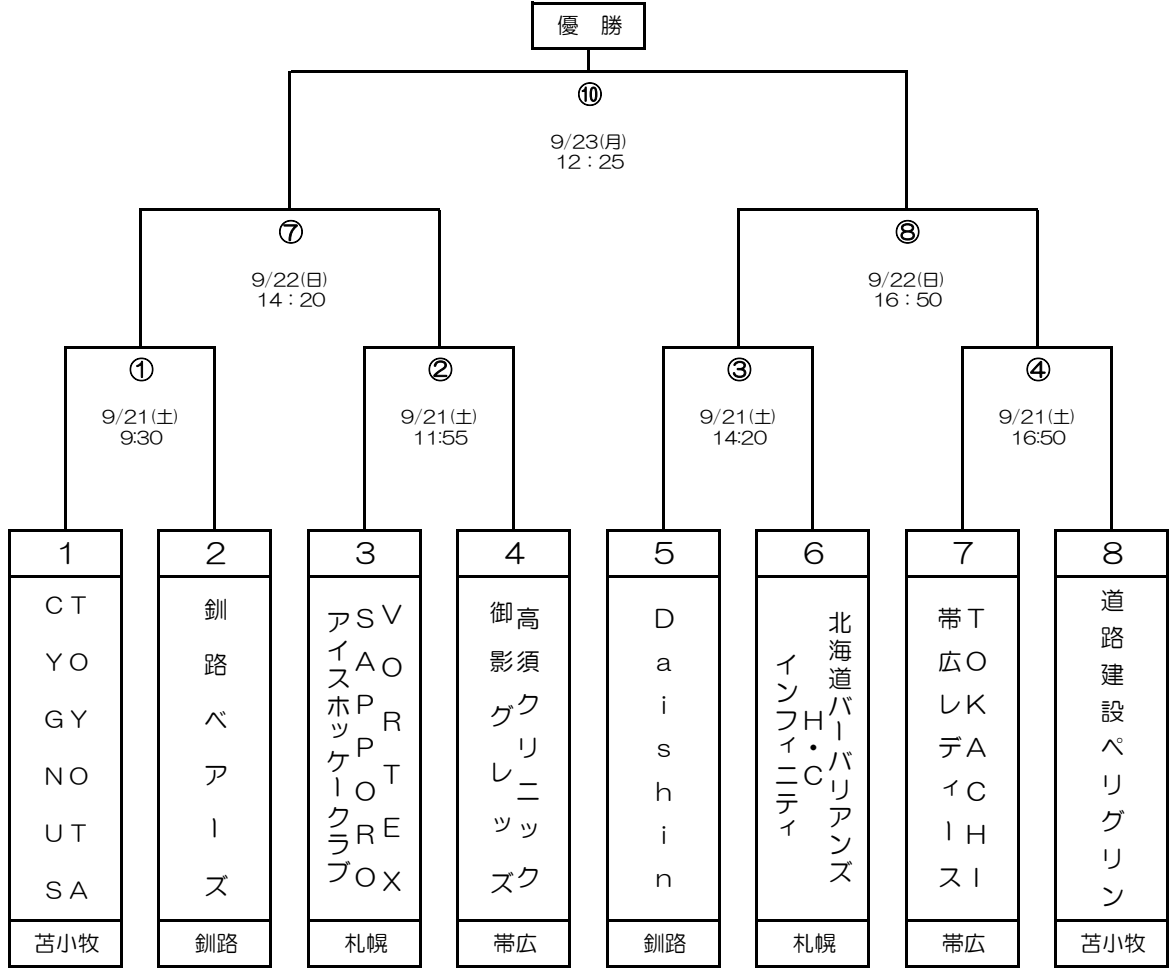 優 勝
⑩
9/23(月)
12：25
⑦
9/22(日)
14：20
⑧
9/22(日)
16：50
①
9/21(土)
9:30
②
9/21(土)
11:55
③
9/21(土)
14:20
④
9/21(土)
16:50
1
TOYOTA
CYGNUS
苫小牧
2
釧路ベアーズ
釧路
3
VORTEX
SAPPORO
アイスホッケークラブ
札幌
4
高須クリニック
御影グレッズ
帯広
5
Daishin
釧路
6
北海道バーバリアンズ
H・C
インフィニティ
札幌
7
TOKACHI
帯広レディース
帯広
8
道路建設ペリグリン
苫小牧